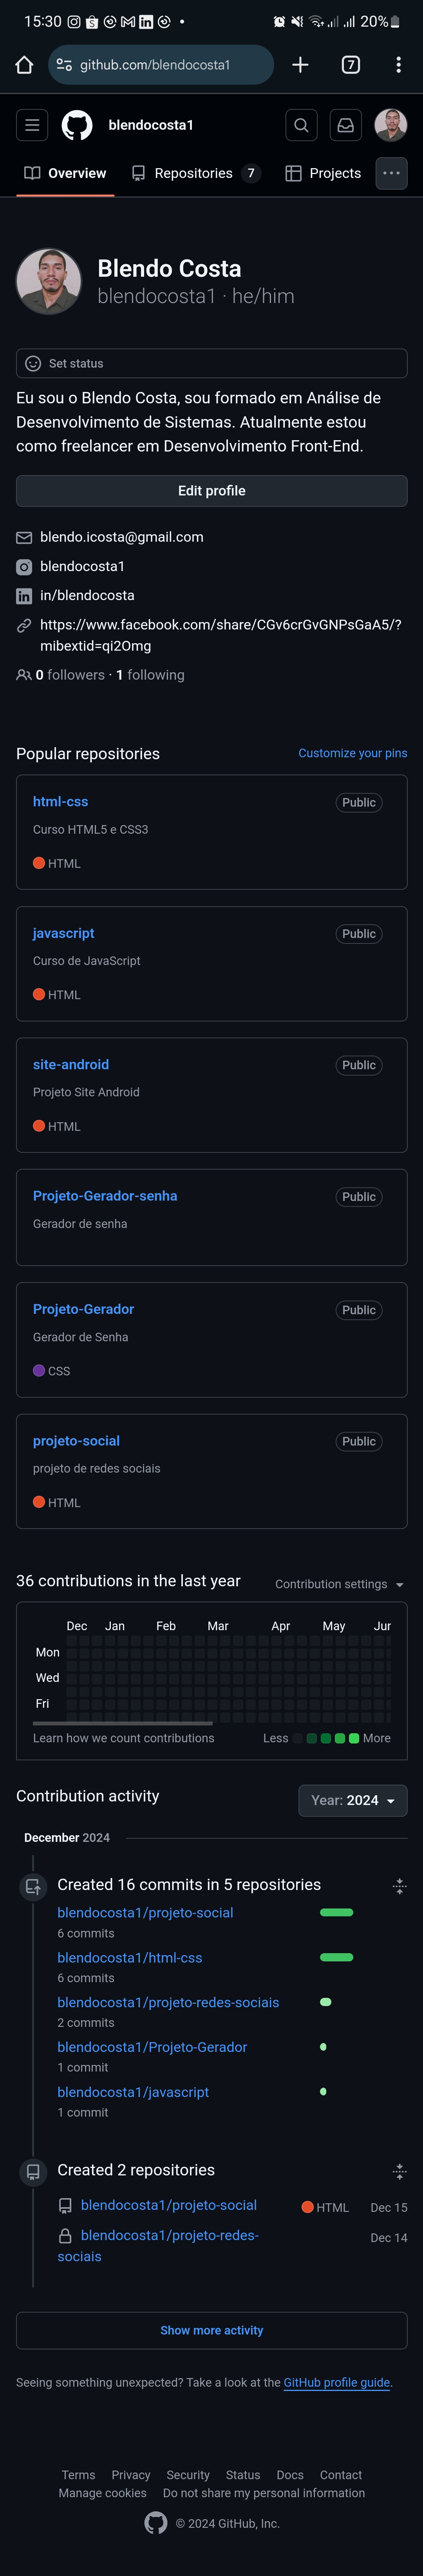 15:30 20%
github.com/blendocosta1 7
blendocosta1
Overview Repositories 7 Projects
Blendo Costa
blendocosta1 · he/him
Set status
Eu sou o Blendo Costa, sou formado em Análise de
Desenvolvimento de Sistemas. Atualmente estou
como freelancer em Desenvolvimento Front-End.
Edit profile
blendo.icosta@gmail.com
blendocosta1
in/blendocosta
https://www.facebook.com/share/CGv6crGvGNPsGaA5/?
mibextid=qi2Omg
0 followers · 1 following
Popular repositories Customize your pins
html-css Public
Curso HTML5 e CSS3
HTML
javascript Public
Curso de JavaScript
HTML
site-android Public
Projeto Site Android
HTML
Projeto-Gerador-senha Public
Gerador de senha
Projeto-Gerador Public
Gerador de Senha
CSS
projeto-social Public
projeto de redes sociais
HTML
36 contributions in the last year Contribution settings
Dec Jan Feb Mar Apr May Jur
Mon
Wed
Fri
Learn how we count contributions Less More
Contribution activity Year: 2024
December 2024
Created 16 commits in 5 repositories
blendocosta1/projeto-social
6 commits
blendocosta1/html-css
6 commits
blendocosta1/projeto-redes-sociais
2 commits
blendocosta1/Projeto-Gerador
1 commit
blendocosta1/javascript
1 commit
Created 2 repositories
blendocosta1/projeto-social HTML Dec 15
blendocosta1/projeto-redes- Dec 14
sociais
Show more activity
Seeing something unexpected? Take a look at the GitHub profile guide.
Terms Privacy Security Status Docs Contact
Manage cookies Do not share my personal information
© 2024 GitHub, Inc.